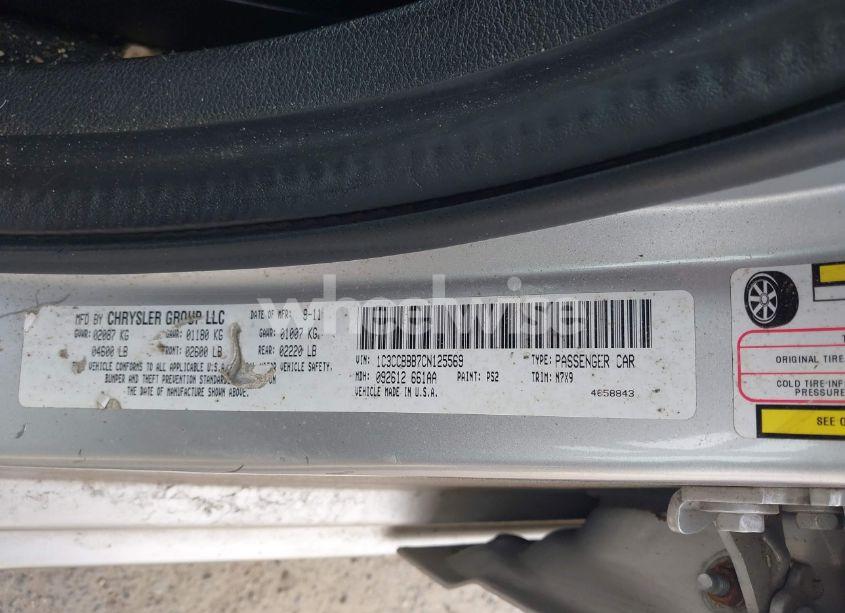 MFD BY CHRYSLER GROUP LLC DATE OF MFR: 9-11
GVWR: 02087 KG GAWR: 01180 KG GAWR: 01007 KG
04600 LB FRONT: 02600 LB REAR: 02220 LB
VEHICLE CONFORMS TO ALL APPLICABLE U.S.A. VEHICLE SAFETY,
BUMPER AND THEFT PREVENTION STANDARDS
THE DATE OF MANUFACTURE SHOWN ABOVE.
VIN: 1C3CCBBB7CN125569 TYPE: PASSENGER CAR
MDH: 092612 661AA PAINT: PS2 TRIM: M7X9
VEHICLE MADE IN U.S.A. 4658843
ORIGINAL TIRE
COLD TIRE INF
PRESSURE
SEE O
wheelwise